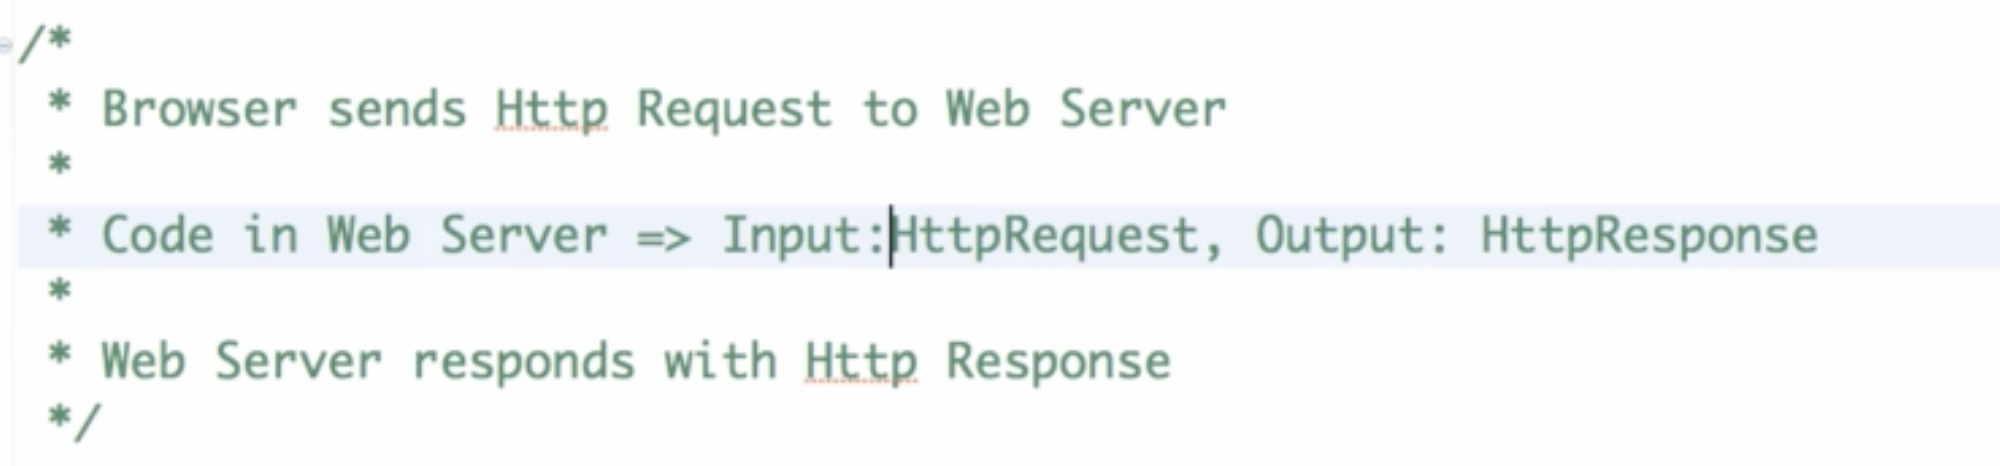 /*
* Browser sends Http Request to Web Server
*
* Code in Web Server => Input:HttpRequest, Output: HttpResponse
*
* Web Server responds with Http Response
*/